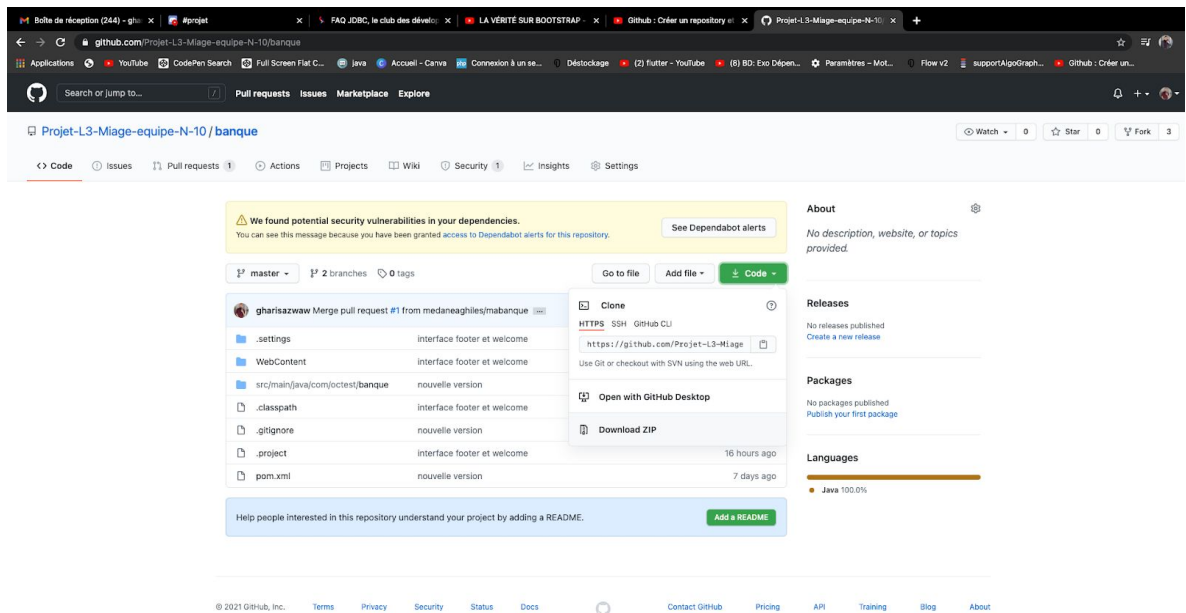 Boîte de réception (244) - gha
#projet
FAQ JDBC, le club des dévelop
LA VÉRITÉ SUR BOOTSTRAP -
Github : Créer un repository et
Projet-L3-Miage-equipe-N-10/
github.com/Projet-L3-Miage-equipe-N-10/banque
Applications YouTube CodePen Search Full Screen Flat C... java Accueil - Canva Connexion à un se... Déstockage (2) flutter - YouTube (8) BD: Exo Dépen... Paramètres – Mot... Flow v2 supportAlgoGraph... Github : Créer un...
Search or jump to... / Pull requests Issues Marketplace Explore
Projet-L3-Miage-equipe-N-10 / banque
Watch 0 Star 0 Fork 3
Code Issues Pull requests 1 Actions Projects Wiki Security 1 Insights Settings
We found potential security vulnerabilities in your dependencies.
You can see this message because you have been granted access to Dependabot alerts for this repository.
See Dependabot alerts
master 2 branches 0 tags Go to file Add file Code
gharisazwaw Merge pull request #1 from medaneaghiles/mabanque ...
.settings interface footer et welcome
WebContent interface footer et welcome
src/main/java/com/octest/banque nouvelle version
.classpath interface footer et welcome
.gitignore nouvelle version
.project interface footer et welcome 16 hours ago
pom.xml nouvelle version 7 days ago
Clone
HTTPS SSH GitHub CLI
https://github.com/Projet-L3-Miage
Use Git or checkout with SVN using the web URL.
Open with GitHub Desktop
Download ZIP
Help people interested in this repository understand your project by adding a README.
Add a README
About
No description, website, or topics
provided.
Releases
No releases published
Create a new release
Packages
No packages published
Publish your first package
Languages
Java 100.0%
© 2021 GitHub, Inc. Terms Privacy Security Status Docs Contact GitHub Pricing API Training Blog About